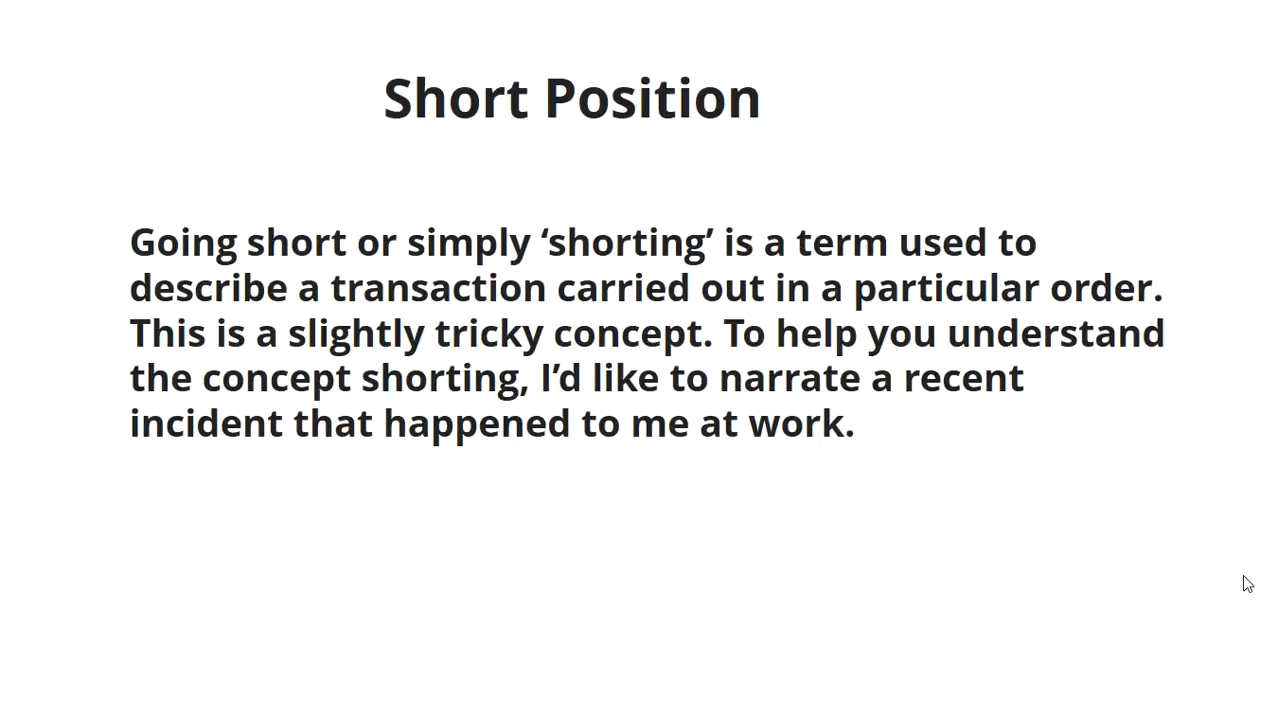 Short Position
Going short or simply ‘shorting’ is a term used to
describe a transaction carried out in a particular order.
This is a slightly tricky concept. To help you understand
the concept shorting, I’d like to narrate a recent
incident that happened to me at work.